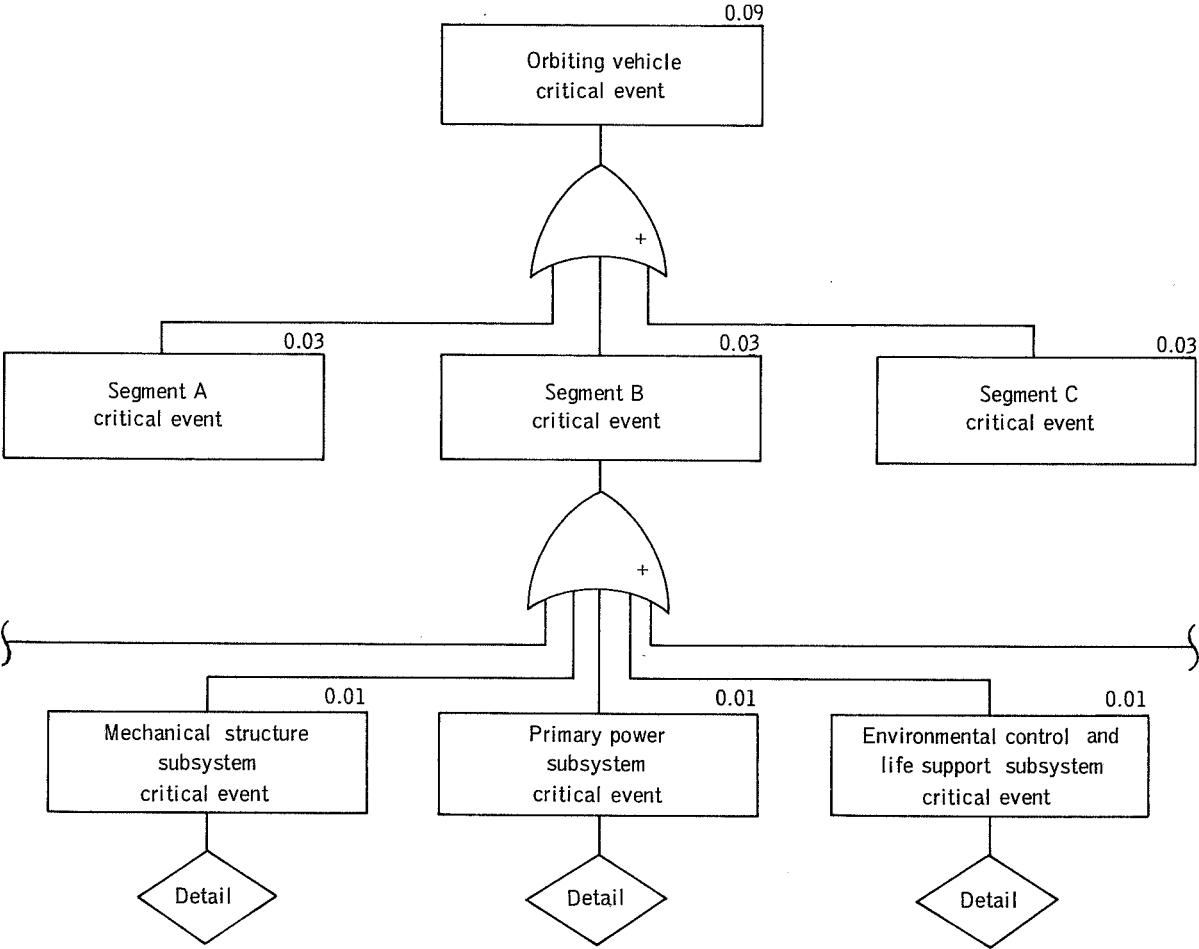 0.09
Orbiting vehicle
critical event
+
0.03
0.03
0.03
Segment A
critical event
Segment B
critical event
Segment C
critical event
+
0.01
0.01
0.01
Mechanical structure
subsystem
critical event
Primary power
subsystem
critical event
Environmental control and
life support subsystem
critical event
Detail
Detail
Detail